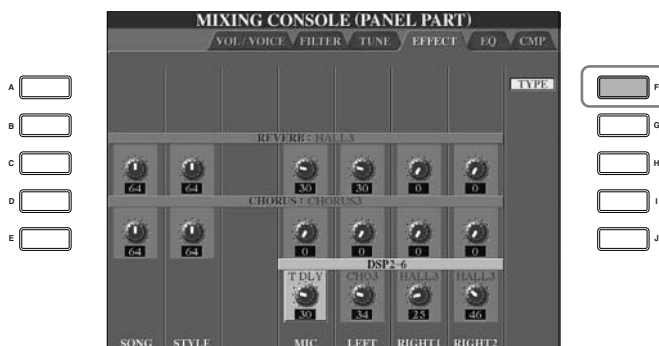 MIXING CONSOLE (PANEL PART)
VOL / VOICE FILTER TUNE EFFECT EQ CMP
A
F
TYPE
B
G
REVERB : HALL3
C
H
64 64 30 30 0 0
CHORUS : CHORUS3
D
I
E
J
64 64 0 0 0 0
DSP2~6
T DLY CHO3 HALL3 HALL3
30 34 25 46
SONG STYLE MIC LEFT RIGHT1 RIGHT2